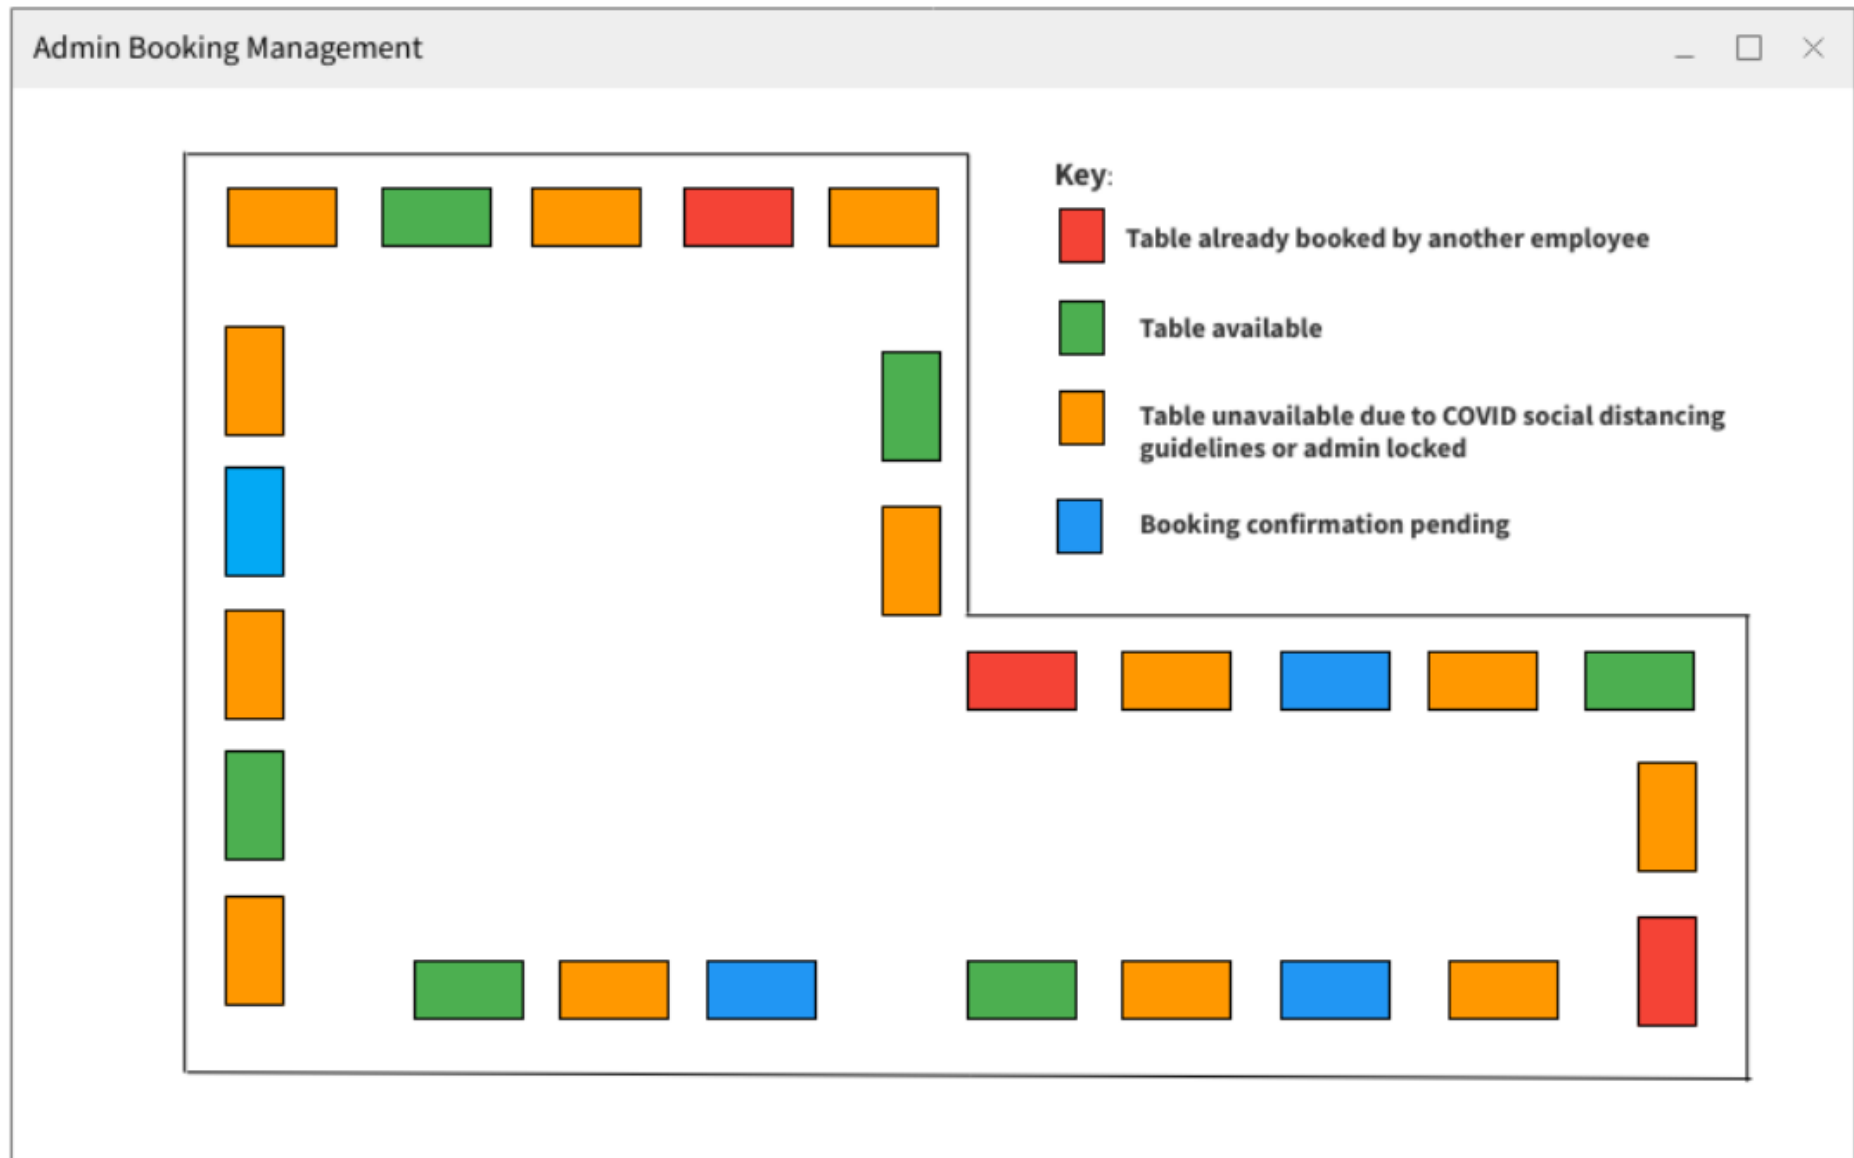 Admin Booking Management
Key:
Table already booked by another employee
Table available
Table unavailable due to COVID social distancing
guidelines or admin locked
Booking confirmation pending